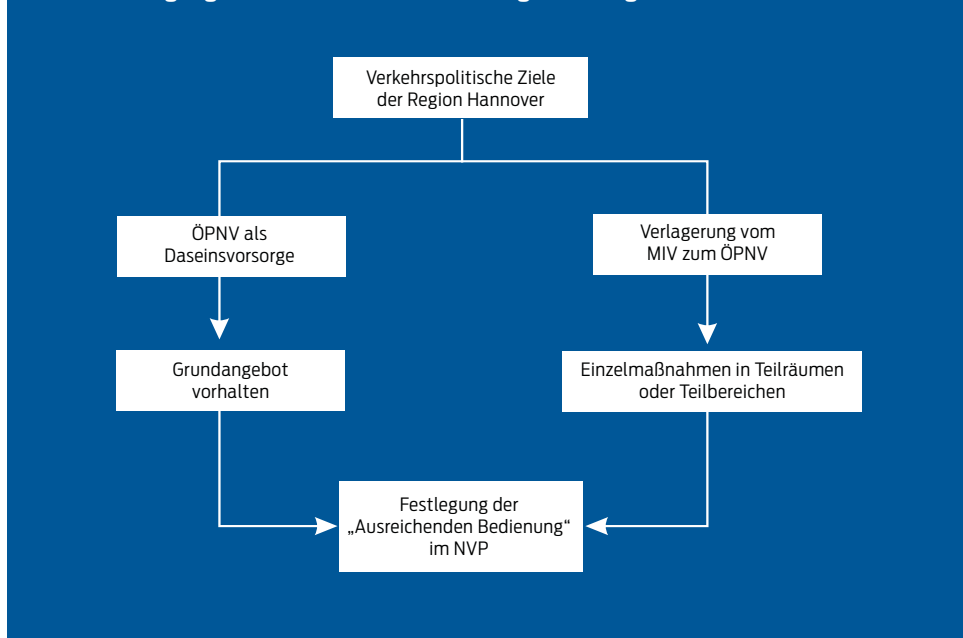 Verkehrspolitische Ziele
der Region Hannover
ÖPNV als
Daseinsvorsorge
Verlagerung vom
MIV zum ÖPNV
Grundangebot
vorhalten
Einzelmaßnahmen in Teilräumen
oder Teilbereichen
Festlegung der
„Ausreichenden Bedienung“
im NVP